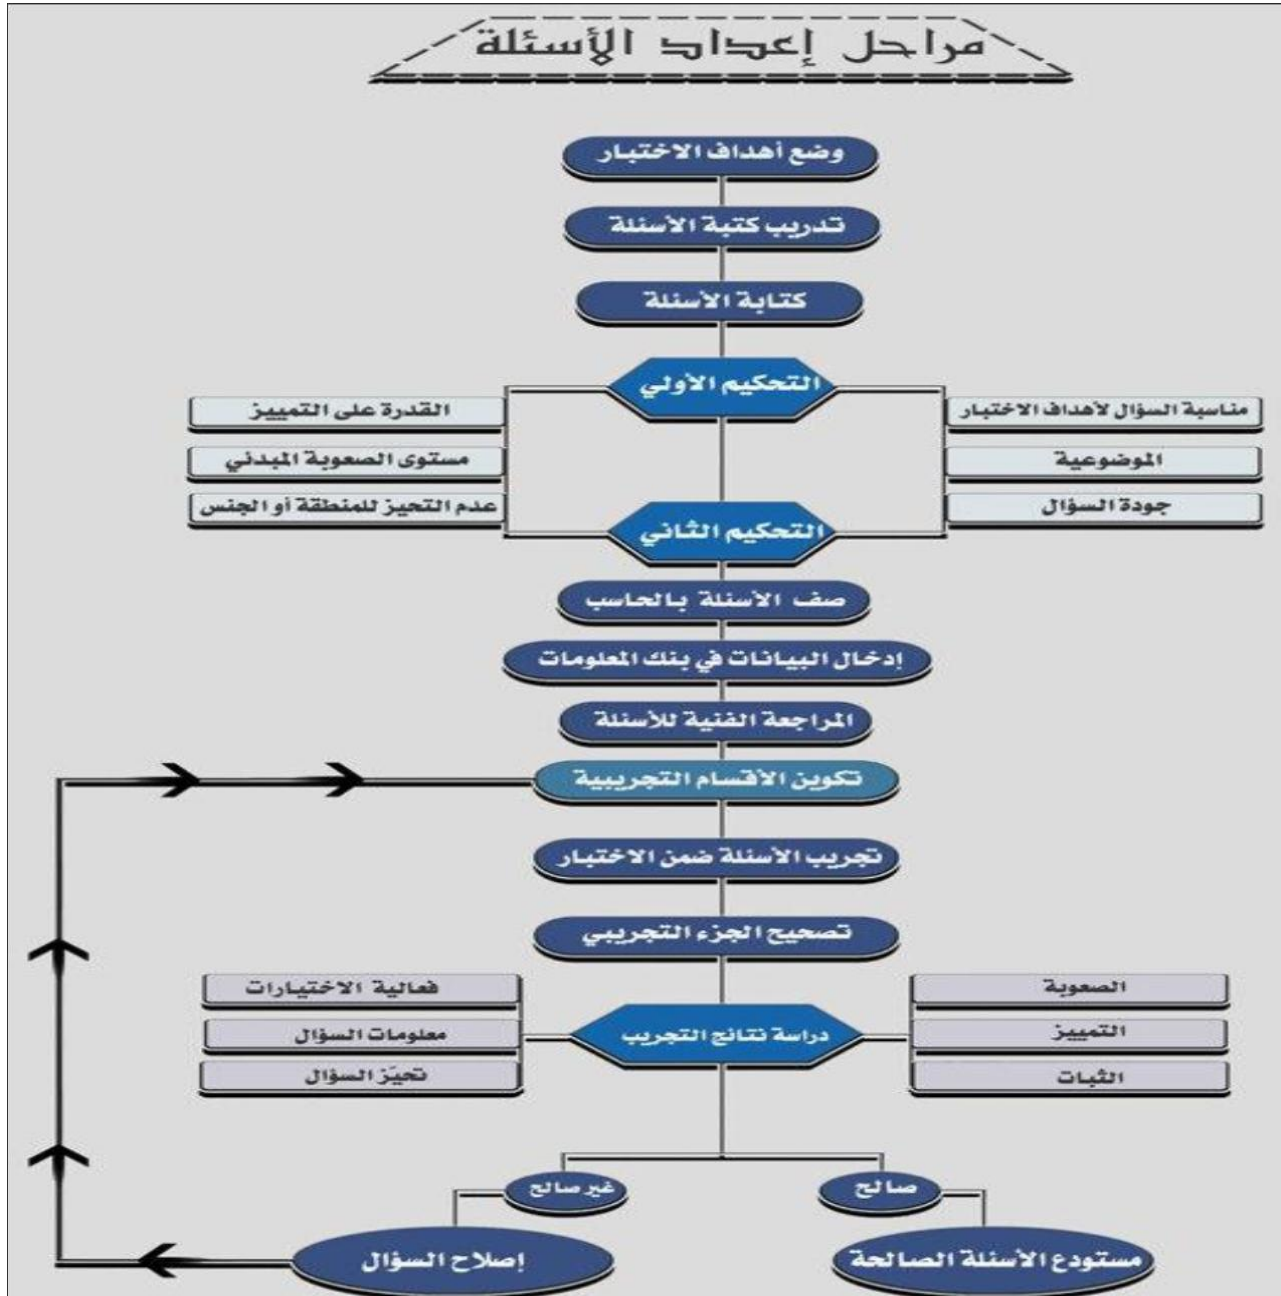 مراحل إعداد الأسئلة
وضع أهداف الاختبار
تدريب كتبة الأسئلة
كتابة الأسئلة
التحكيم الأولي
مناسبة السؤال لأهداف الاختبار
القدرة على التمييز
الموضوعية
مستوى الصعوبة المبدئي
جودة السؤال
عدم التحيز للمنطقة أو الجنس
التحكيم الثاني
صف الأسئلة بالحاسب
إدخال البيانات في بنك المعلومات
المراجعة الفنية للأسئلة
تكوين الأقسام التجريبية
تجريب الأسئلة ضمن الاختبار
تصحيح الجزء التجريبي
الصعوبة
فعالية الاختيارات
دراسة نتائج التجريب
التمييز
معلومات السؤال
الثبات
تحيّز السؤال
صالح
غير صالح
مستودع الأسئلة الصالحة
إصلاح السؤال